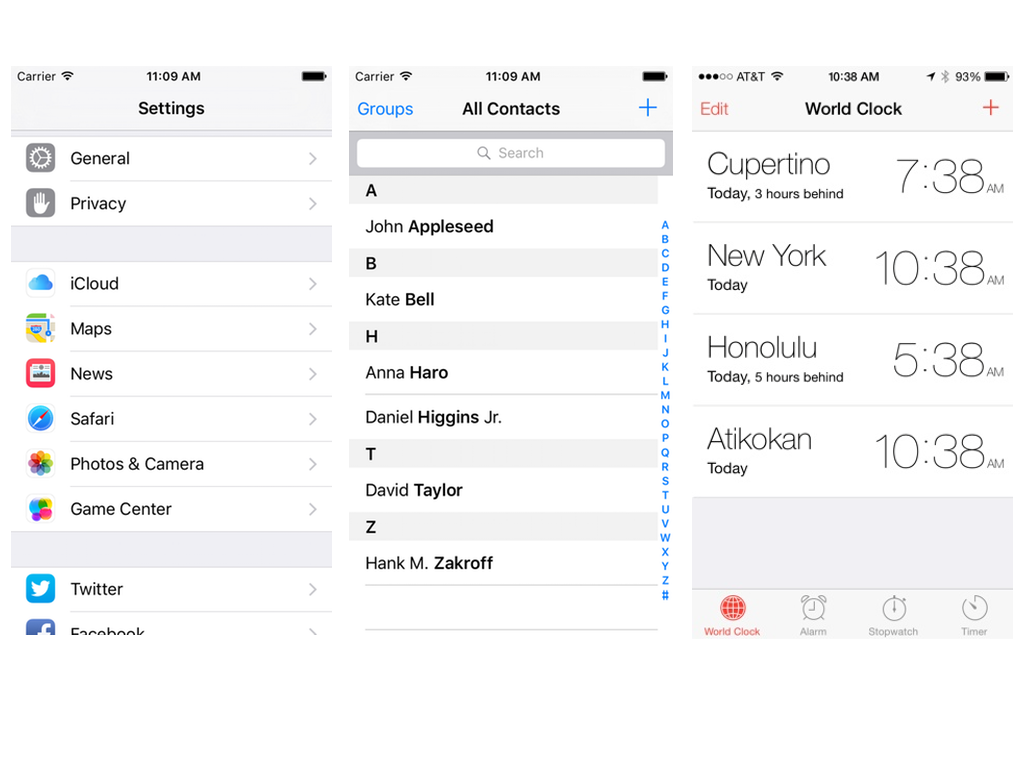 Carrier 11:09 AM
Settings
General
Privacy
iCloud
Maps
News
Safari
Photos & Camera
Game Center
Twitter
Facebook
Carrier 11:09 AM
Groups All Contacts +
Search
A
John Appleseed
B
Kate Bell
H
Anna Haro
Daniel Higgins Jr.
T
David Taylor
Z
Hank M. Zakroff
A
B
C
D
E
F
G
H
I
J
K
L
M
N
O
P
Q
R
S
T
U
V
W
X
Y
Z
#
AT&T 10:38 AM 93%
Edit World Clock +
Cupertino 7:38 AM
Today, 3 hours behind
New York 10:38 AM
Today
Honolulu 5:38 AM
Today, 5 hours behind
Atikokan 10:38 AM
Today
World Clock Alarm Stopwatch Timer